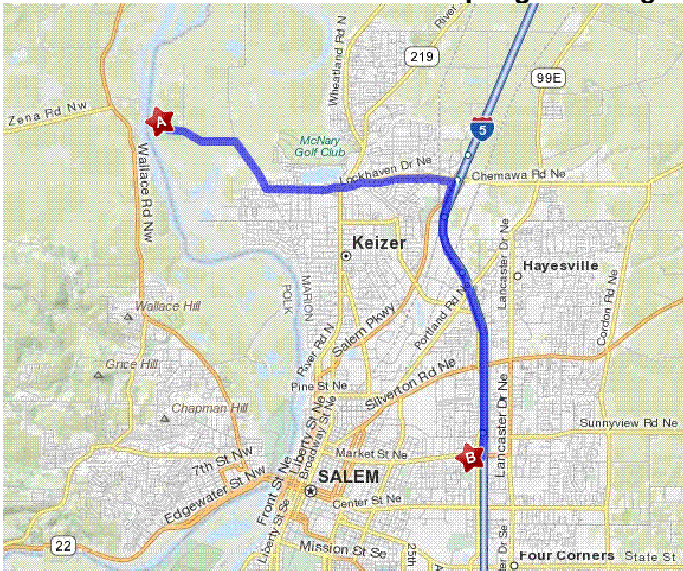 River
Wheatland Rd N
219
99E
Zena Rd Nw
A
5
McNary
Golf Club
Lockhaven Dr Ne
Chemawa Rd Ne
Wallace Rd Nw
Keizer
Lancaster Dr Ne
Hayesville
MARION
POLK
Wallace Hill
Portland Rd Ne
Cordon Rd Ne
River Rd N
Salem Pkwy
Grice Hill
Pine St Ne
Silverton Rd Ne
Lancaster Dr Ne
Chapman Hill
Liberty St Ne
Broadway St Ne
Sunnyview Rd Ne
7th St Nw
Market St Ne
B
Edgewater St Nw
Front St Ne
SALEM
Center St Ne
Liberty St Se
22
Mission St Se
25th
Four Corners
State St